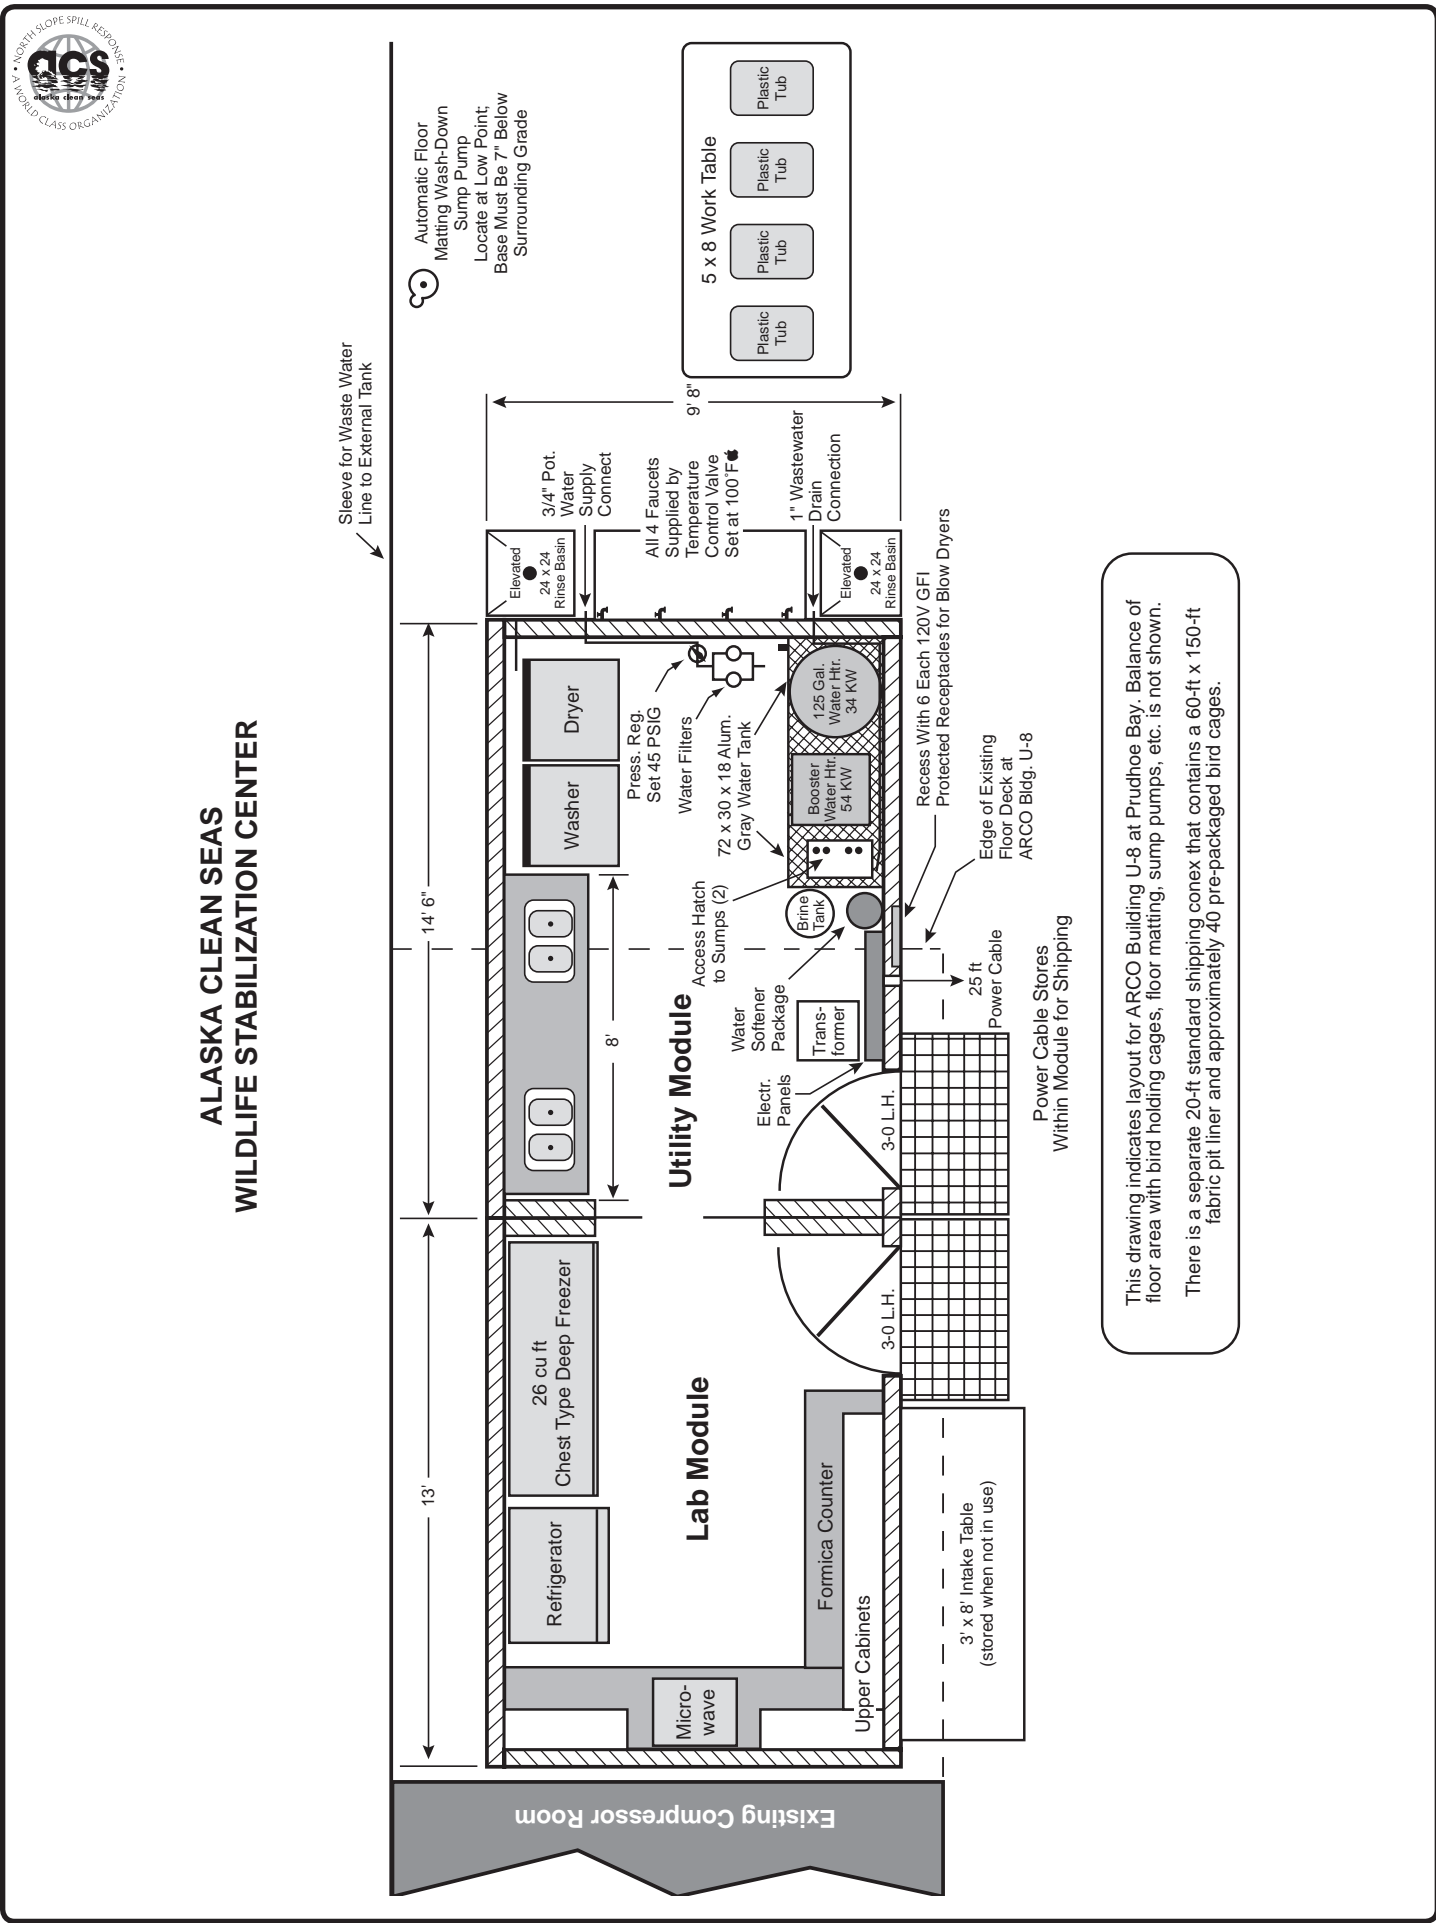 NORTH SLOPE SPILL RESPONSE
acs
alaska clean seas
A WORLD CLASS ORGANIZATION
ALASKA CLEAN SEAS
WILDLIFE STABILIZATION CENTER
Sleeve for Waste Water
Line to External Tank
Automatic Floor
Matting Wash-Down
Sump Pump
Locate at Low Point;
Base Must Be 7" Below
Surrounding Grade
13'
14' 6"
9' 8"
3/4" Pot.
Water
Supply
Connect
All 4 Faucets
Supplied by
Temperature
Control Valve
Set at 100°F
1" Wastewater
Drain
Connection
Elevated
24 x 24
Rinse Basin
Elevated
24 x 24
Rinse Basin
5 x 8 Work Table
Plastic
Tub
Plastic
Tub
Plastic
Tub
Plastic
Tub
Existing Compressor Room
Refrigerator
26 cu ft
Chest Type Deep Freezer
Micro-
wave
Lab Module
Formica Counter
Upper Cabinets
3-0 L.H.
3' x 8' Intake Table
(stored when not in use)
8'
Washer
Dryer
Utility Module
Press. Reg.
Set 45 PSIG
Water Filters
72 x 30 x 18 Alum.
Gray Water Tank
Access Hatch
to Sumps (2)
Water
Softener
Package
Electr.
Panels
Trans-
former
Brine
Tank
Booster
Water Htr.
54 KW
125 Gal.
Water Htr.
34 KW
3-0 L.H.
Recess With 6 Each 120V GFI
Protected Receptacles for Blow Dryers
Edge of Existing
Floor Deck at
ARCO Bldg. U-8
25 ft
Power Cable
Power Cable Stores
Within Module for Shipping
This drawing indicates layout for ARCO Building U-8 at Prudhoe Bay. Balance of
floor area with bird holding cages, floor matting, sump pumps, etc. is not shown.
There is a separate 20-ft standard shipping conex that contains a 60-ft x 150-ft
fabric pit liner and approximately 40 pre-packaged bird cages.